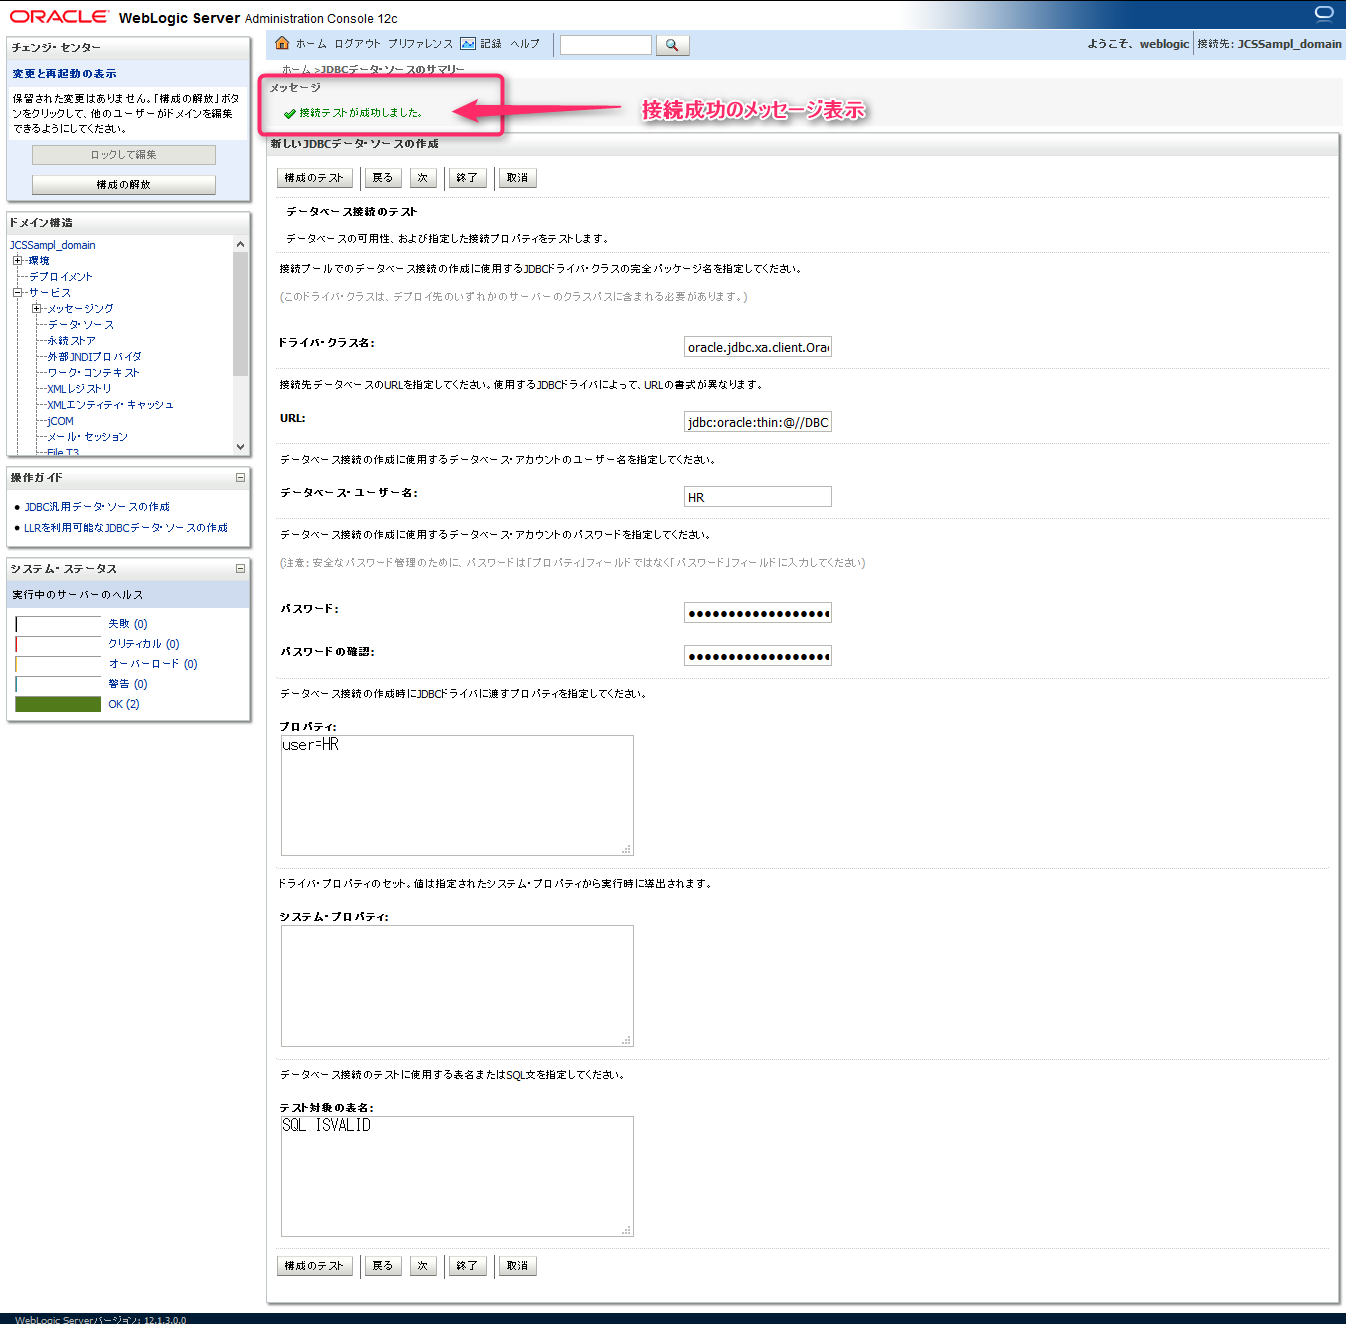 ORACLE WebLogic Server Administration Console 12c
チェンジ・センター
変更と再起動の表示
保留された変更はありません。「構成の解放」ボタ
ンをクリックして、他のユーザーがドメインを編集
できるようにしてください。
ロックして編集
構成の解放
ドメイン構造
JCSSampl_domain
環境
デプロイメント
サービス
メッセージング
データ・ソース
永続ストア
外部JNDIプロバイダ
ワーク・コンテキスト
XMLレジストリ
XMLエンティティ・キャッシュ
jCOM
メール・セッション
File T3
操作ガイド
JDBC汎用データ・ソースの作成
LLRを利用可能なJDBCデータ・ソースの作成
システム・ステータス
実行中のサーバーのヘルス
失敗 (0)
クリティカル (0)
オーバーロード (0)
警告 (0)
OK (2)
ホーム ログアウト プリファレンス 記録 ヘルプ
ようこそ、weblogic 接続先: JCSSampl_domain
ホーム >JDBCデータ・ソースのサマリー
メッセージ
接続テストが成功しました。
接続成功のメッセージ表示
新しいJDBCデータ・ソースの作成
構成のテスト 戻る 次 終了 取消
データベース接続のテスト
データベースの可用性、および指定した接続プロパティをテストします。
接続プールでのデータベース接続の作成に使用するJDBCドライバ・クラスの完全パッケージ名を指定してください。
(このドライバ・クラスは、デプロイ先のいずれかのサーバーのクラスパスに含まれる必要があります。)
ドライバ・クラス名: oracle.jdbc.xa.client.Ora
接続先データベースのURLを指定してください。使用するJDBCドライバによって、URLの書式が異なります。
URL: jdbc:oracle:thin:@//DBC
データベース接続の作成に使用するデータベース・アカウントのユーザー名を指定してください。
データベース・ユーザー名: HR
データベース接続の作成に使用するデータベース・アカウントのパスワードを指定してください。
(注意: 安全なパスワード管理のために、パスワードは「プロパティ」フィールドではなく「パスワード」フィールドに入力してください)
パスワード: ●●●●●●●●●●●●●●●●●
パスワードの確認: ●●●●●●●●●●●●●●●●●
データベース接続の作成時にJDBCドライバに渡すプロパティを指定してください。
プロパティ:
user=HR
ドライバ・プロパティのセット。値は指定されたシステム・プロパティから実行時に導出されます。
システム・プロパティ:
データベース接続のテストに使用する表名またはSQL文を指定してください。
テスト対象の表名:
SQL ISVALID
構成のテスト 戻る 次 終了 取消
WebLogic Serverバージョン: 12.1.3.0.0